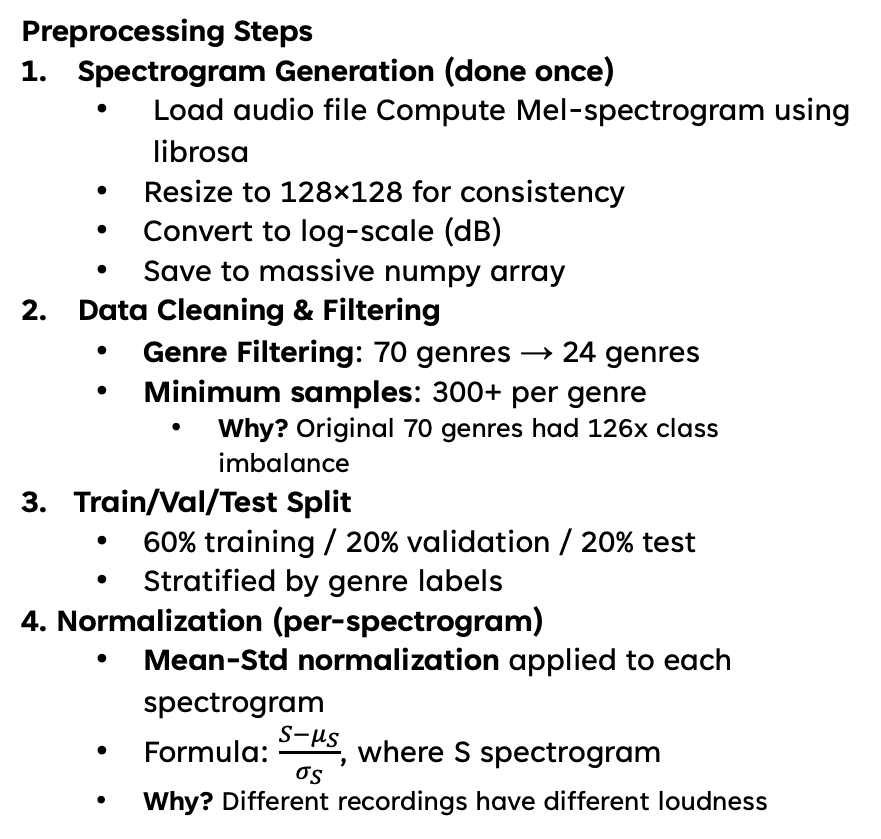 Preprocessing Steps
1. Spectrogram Generation (done once)
• Load audio file Compute Mel-spectrogram using
librosa
• Resize to 128×128 for consistency
• Convert to log-scale (dB)
• Save to massive numpy array
2. Data Cleaning & Filtering
• Genre Filtering: 70 genres → 24 genres
• Minimum samples: 300+ per genre
• Why? Original 70 genres had 126x class
imbalance
3. Train/Val/Test Split
• 60% training / 20% validation / 20% test
• Stratified by genre labels
4. Normalization (per-spectrogram)
• Mean-Std normalization applied to each
spectrogram
• Formula: (S−μ_S)/σ_S, where S spectrogram
• Why? Different recordings have different loudness